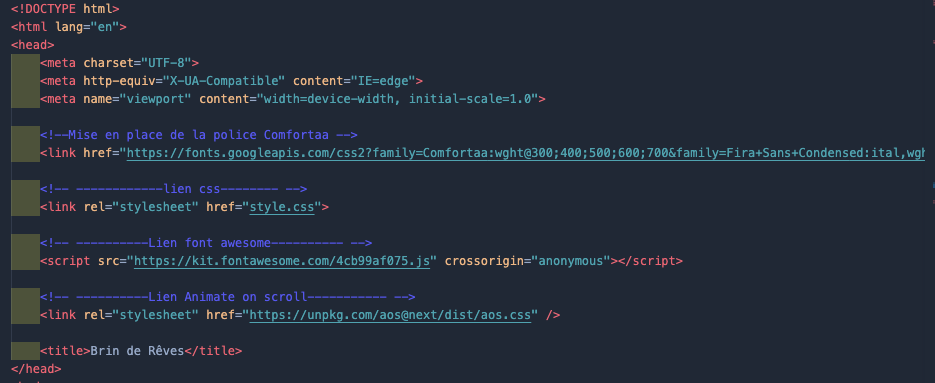 <!DOCTYPE html>
<html lang="en">
<head>
<meta charset="UTF-8">
<meta http-equiv="X-UA-Compatible" content="IE=edge">
<meta name="viewport" content="width=device-width, initial-scale=1.0">
<!--Mise en place de la police Comfortaa -->
<link href="https://fonts.googleapis.com/css2?family=Comfortaa:wght@300;400;500;600;700&family=Fira+Sans+Condensed:ital,wgh
<!-- ------------lien css-------- -->
<link rel="stylesheet" href="style.css">
<!-- ----------Lien font awesome---------- -->
<script src="https://kit.fontawesome.com/4cb99af075.js" crossorigin="anonymous"></script>
<!-- ----------Lien Animate on scroll----------- -->
<link rel="stylesheet" href="https://unpkg.com/aos@next/dist/aos.css" />
<title>Brin de Rêves</title>
</head>